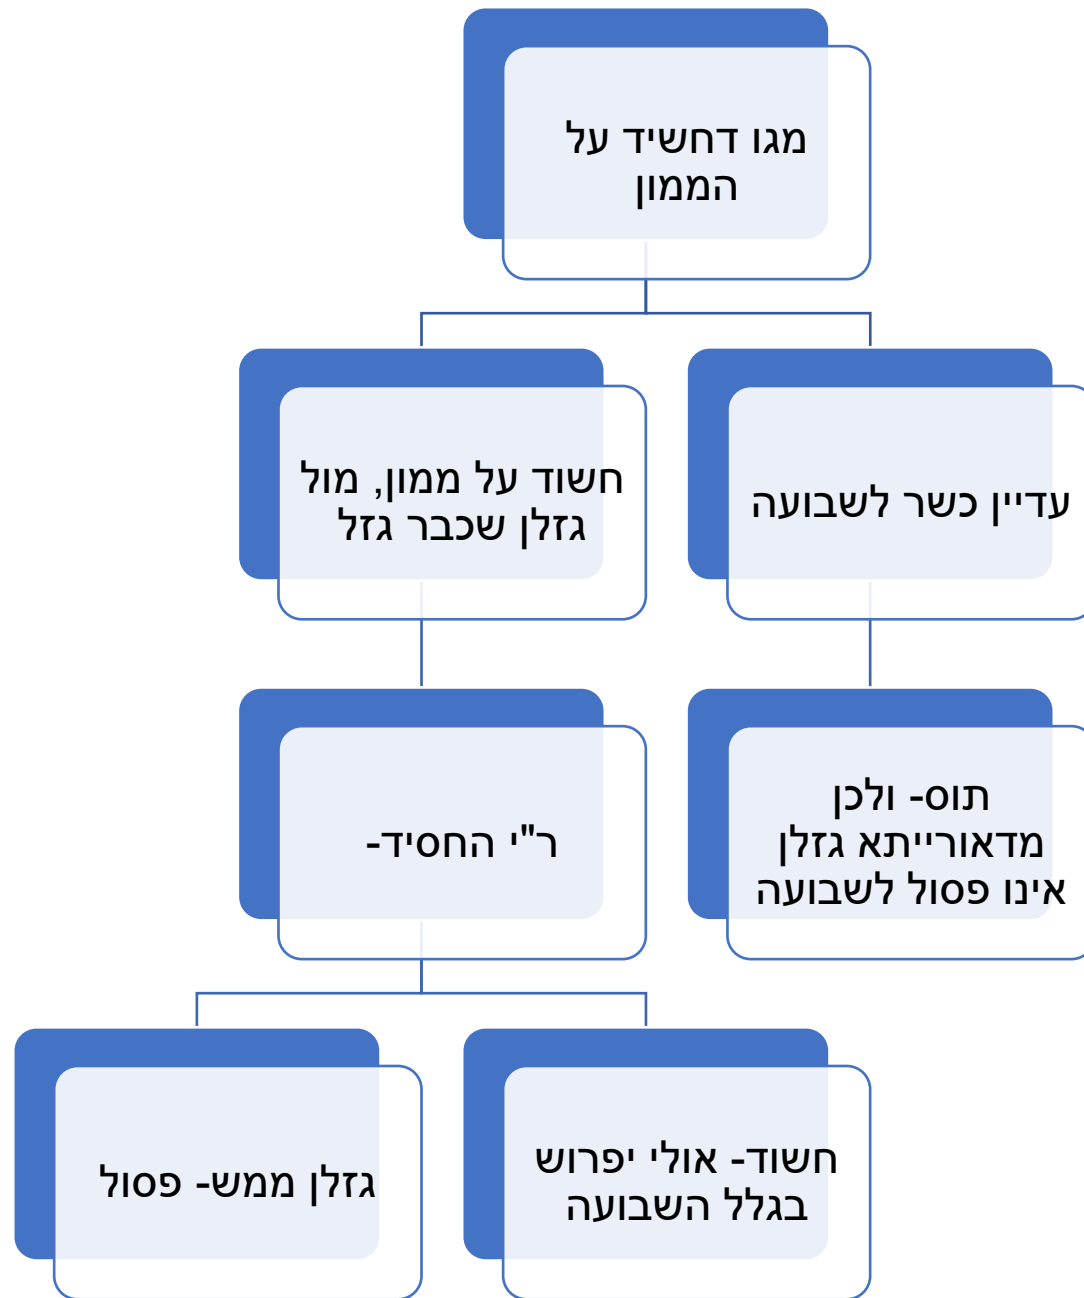 מגו דחשיד על
הממון
עדיין כשר לשבועה
חשוד על ממון, מול
גזלן שכבר גזל
תוס- ולכן
מדאורייתא גזלן
אינו פסול לשבועה
ר"י החסיד-
חשוד- אולי יפרוש
בגלל השבועה
גזלן ממש- פסול